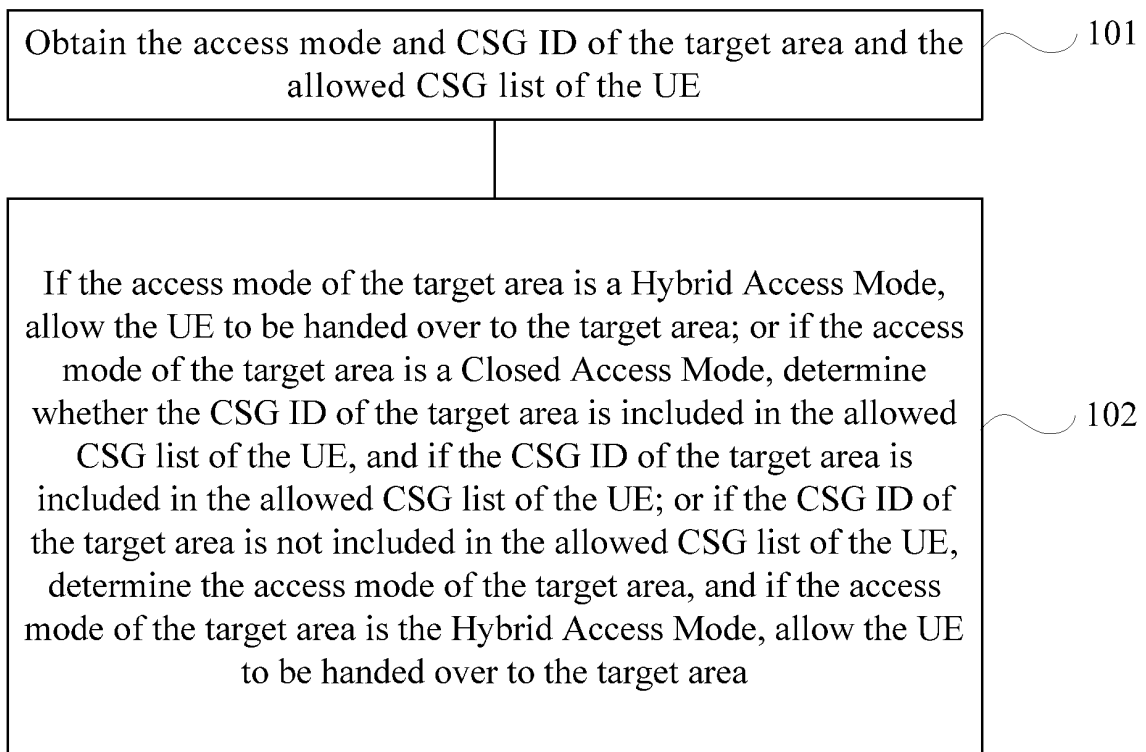 Obtain the access mode and CSG ID of the target area and the
allowed CSG list of the UE
101
If the access mode of the target area is a Hybrid Access Mode,
allow the UE to be handed over to the target area; or if the access
mode of the target area is a Closed Access Mode, determine
whether the CSG ID of the target area is included in the allowed
CSG list of the UE, and if the CSG ID of the target area is
included in the allowed CSG list of the UE; or if the CSG ID of
the target area is not included in the allowed CSG list of the UE,
determine the access mode of the target area, and if the access
mode of the target area is the Hybrid Access Mode, allow the UE
to be handed over to the target area
102